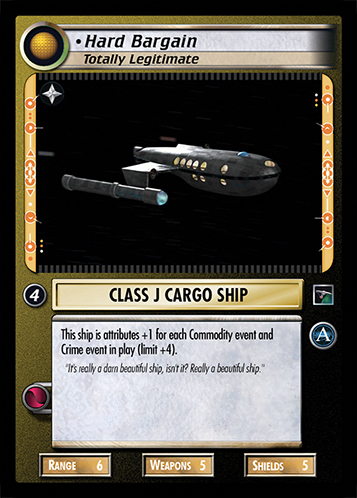 • Hard Bargain
Totally Legitimate
4
CLASS J CARGO SHIP
This ship is attributes +1 for each Commodity event and
Crime event in play (limit +4).
"It's really a darn beautiful ship, isn't it? Really a beautiful ship."
A
RANGE 6
WEAPONS 5
SHIELDS 5